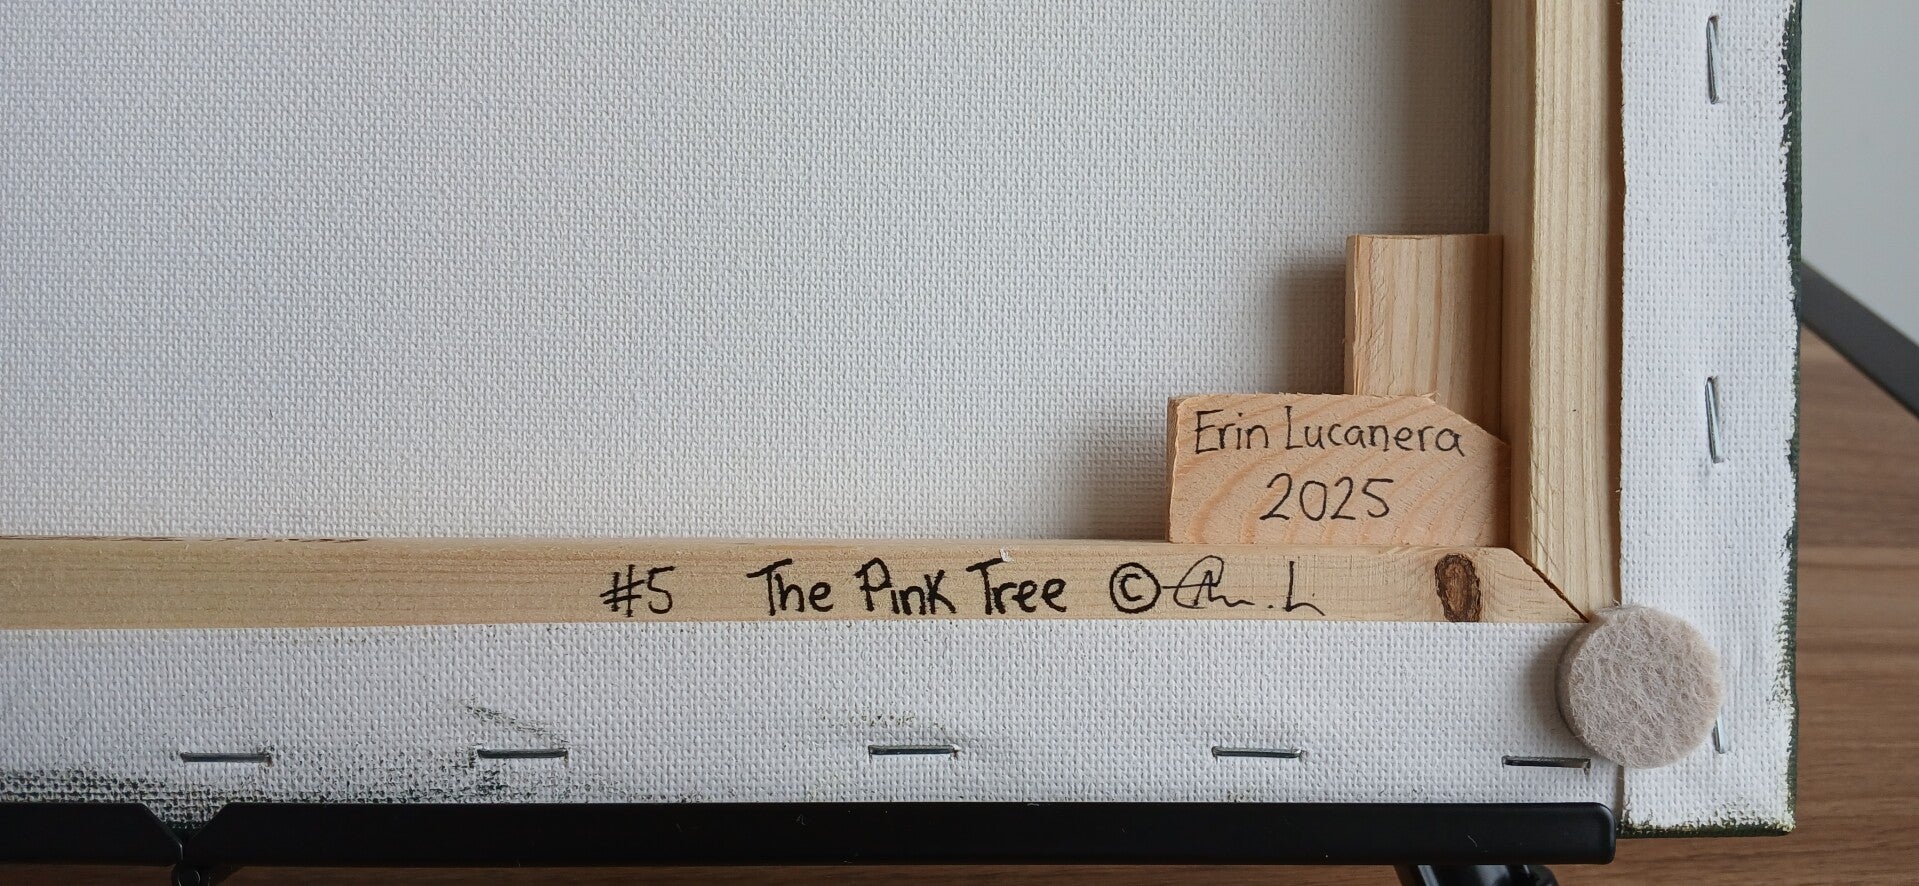 Erin Lucanera
2025
#5 The Pink Tree ©